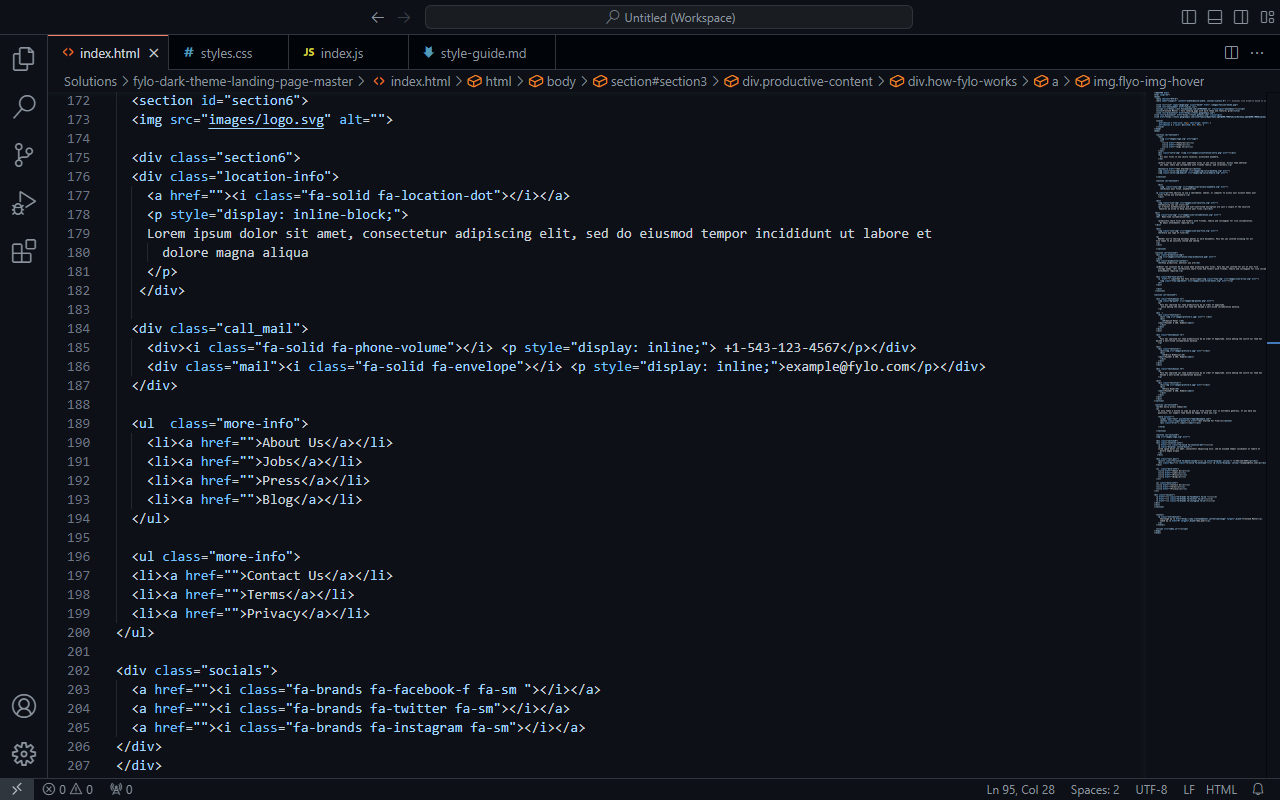 Untitled (Workspace)
index.html
styles.css
JS index.js
style-guide.md
Solutions > fylo-dark-theme-landing-page-master > index.html > html > body > section#section3 > div.productive-content > div.how-fylo-works > a > img.flyo-img-hover
172 <section id="section6">
173 <img src="images/logo.svg" alt="">
174
175 <div class="section6">
176 <div class="location-info">
177 <a href=""><i class="fa-solid fa-location-dot"></i></a>
178 <p style="display: inline-block;">
179 Lorem ipsum dolor sit amet, consectetur adipiscing elit, sed do eiusmod tempor incididunt ut labore et
180 dolore magna aliqua
181 </p>
182 </div>
183
184 <div class="call_mail">
185 <div><i class="fa-solid fa-phone-volume"></i> <p style="display: inline;"> +1-543-123-4567</p></div>
186 <div class="mail"><i class="fa-solid fa-envelope"></i> <p style="display: inline;">example@fylo.com</p></div>
187 </div>
188
189 <ul  class="more-info">
190 <li><a href="">About Us</a></li>
191 <li><a href="">Jobs</a></li>
192 <li><a href="">Press</a></li>
193 <li><a href="">Blog</a></li>
194 </ul>
195
196 <ul class="more-info">
197 <li><a href="">Contact Us</a></li>
198 <li><a href="">Terms</a></li>
199 <li><a href="">Privacy</a></li>
200 </ul>
201
202 <div class="socials">
203 <a href=""><i class="fa-brands fa-facebook-f fa-sm "></i></a>
204 <a href=""><i class="fa-brands fa-twitter fa-sm"></i></a>
205 <a href=""><i class="fa-brands fa-instagram fa-sm"></i></a>
206 </div>
207 </div>
0 0 0
Ln 95, Col 28 Spaces: 2 UTF-8 LF HTML